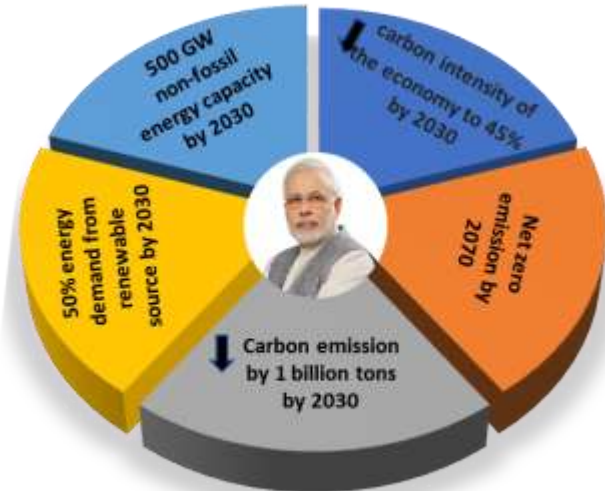 500 GW
non-fossil
energy capacity
by 2030
carbon intensity of
the economy to 45%
by 2030
Net zero
emission by
2070
Carbon emission
by 1 billion tons
by 2030
50% energy
demand from
renewable
source by 2030